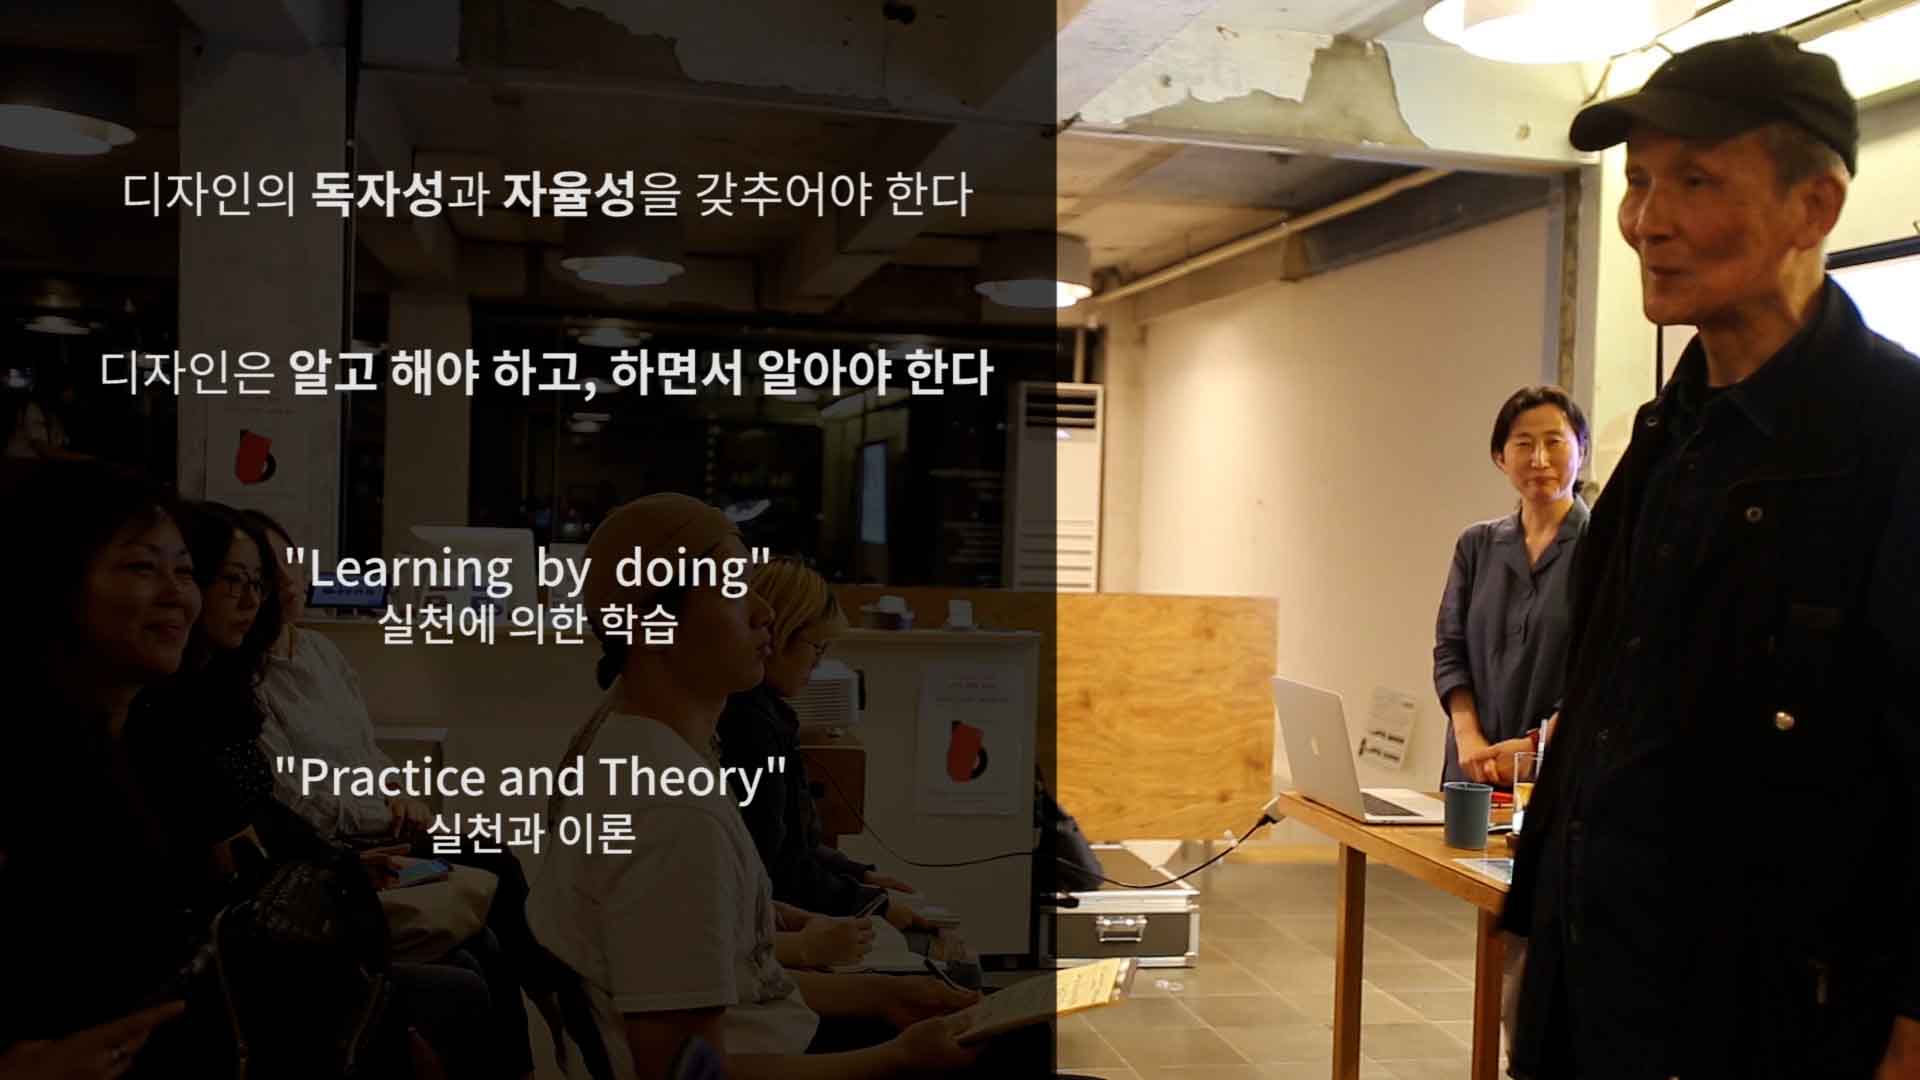 디자인의 독자성과 자율성을 갖추어야 한다
디자인은 알고 해야 하고, 하면서 알아야 한다
"Learning by doing"
실천에 의한 학습
"Practice and Theory"
실천과 이론